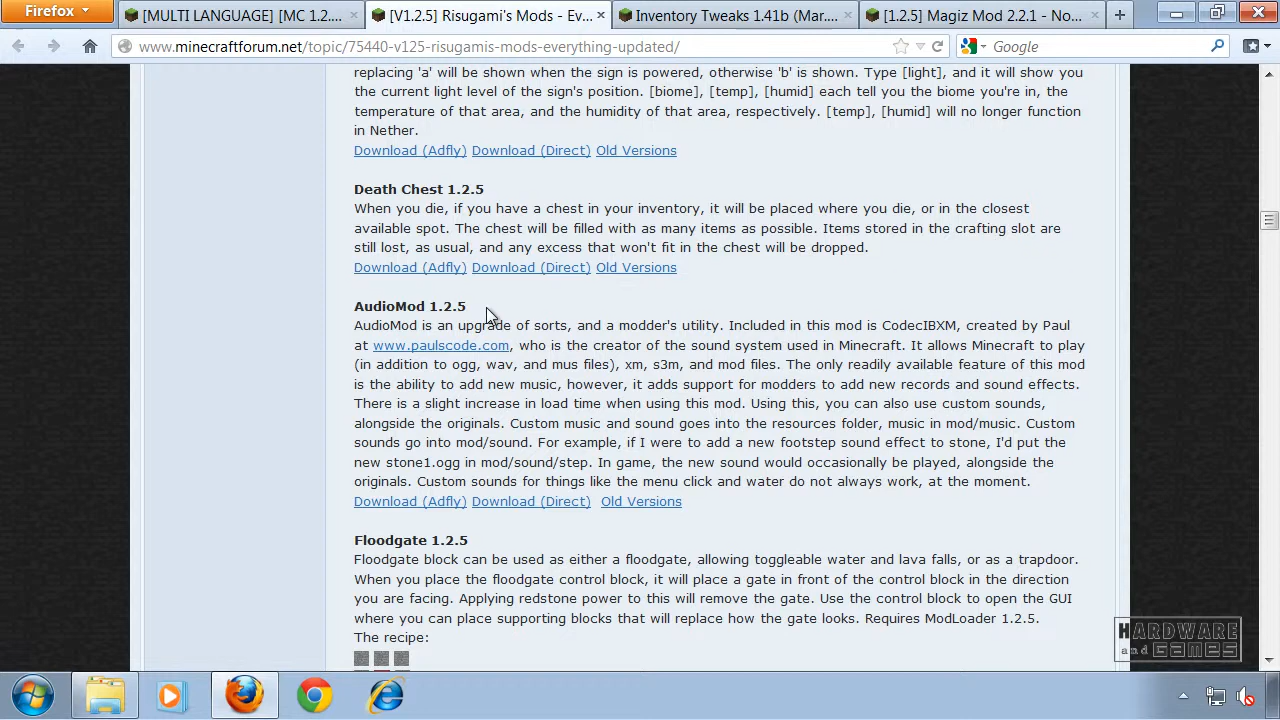 Firefox
[MULTI LANGUAGE] [MC 1.2....
[V1.2.5] Risugami's Mods - Ev...
Inventory Tweaks 1.41b (Mar....
[1.2.5] Magiz Mod 2.2.1 - No...
www.minecraftforum.net/topic/75440-v125-risugamis-mods-everything-updated/
Google
replacing 'a' will be shown when the sign is powered, otherwise 'b' is shown. Type [light], and it will show you
the current light level of the sign's position. [biome], [temp], [humid] each tell you the biome you're in, the
temperature of that area, and the humidity of that area, respectively. [temp], [humid] will no longer function
in Nether.
Download (Adfly) Download (Direct) Old Versions
Death Chest 1.2.5
When you die, if you have a chest in your inventory, it will be placed where you die, or in the closest
available spot. The chest will be filled with as many items as possible. Items stored in the crafting slot are
still lost, as usual, and any excess that won't fit in the chest will be dropped.
Download (Adfly) Download (Direct) Old Versions
AudioMod 1.2.5
AudioMod is an upgrade of sorts, and a modder's utility. Included in this mod is CodecIBXM, created by Paul
at www.paulscode.com, who is the creator of the sound system used in Minecraft. It allows Minecraft to play
(in addition to ogg, wav, and mus files), xm, s3m, and mod files. The only readily available feature of this mod
is the ability to add new music, however, it adds support for modders to add new records and sound effects.
There is a slight increase in load time when using this mod. Using this, you can also use custom sounds,
alongside the originals. Custom music and sound goes into the resources folder, music in mod/music. Custom
sounds go into mod/sound. For example, if I were to add a new footstep sound effect to stone, I'd put the
new stone1.ogg in mod/sound/step. In game, the new sound would occasionally be played, alongside the
originals. Custom sounds for things like the menu click and water do not always work, at the moment.
Download (Adfly) Download (Direct) Old Versions
Floodgate 1.2.5
Floodgate block can be used as either a floodgate, allowing toggleable water and lava falls, or as a trapdoor.
When you place the floodgate control block, it will place a gate in front of the control block in the direction
you are facing. Applying redstone power to this will remove the gate. Use the control block to open the GUI
where you can place supporting blocks that will replace how the gate looks. Requires ModLoader 1.2.5.
The recipe:
HARDWARE
and GAMES